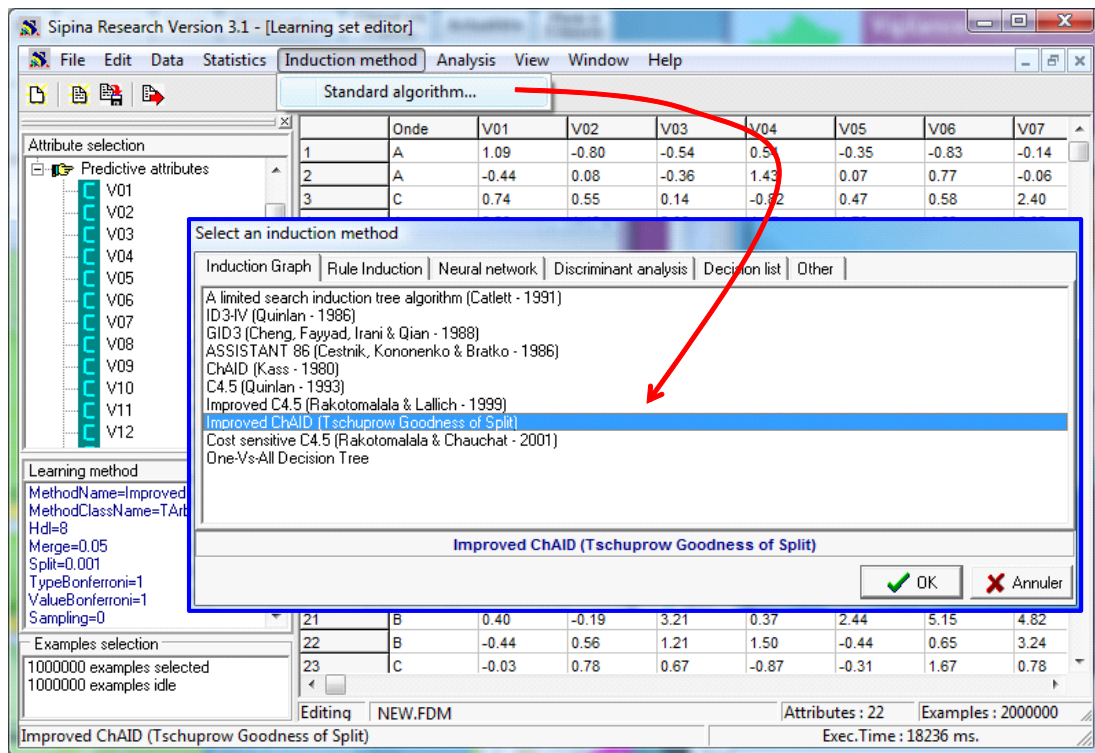 Sipina Research Version 3.1 - [Learning set editor]
File Edit Data Statistics Induction method Analysis View Window Help
Standard algorithm...
Attribute selection
Predictive attributes
V01
V02
V03
V04
V05
V06
V07
V08
V09
V10
V11
V12
Onde V01 V02 V03 V04 V05 V06 V07
1 A 1.09 -0.80 -0.54 0.54 -0.35 -0.83 -0.14
2 A -0.44 0.08 -0.36 1.43 0.07 0.77 -0.06
3 C 0.74 0.55 0.14 -0.82 0.47 0.58 2.40
Select an induction method
Induction Graph Rule Induction Neural network Discriminant analysis Decision list Other
A limited search induction tree algorithm (Catlett - 1991)
ID3-IV (Quinlan - 1986)
GID3 (Cheng, Fayyad, Irani & Qian - 1988)
ASSISTANT 86 (Cestnik, Kononenko & Bratko - 1986)
ChAID (Kass - 1980)
C4.5 (Quinlan - 1993)
Improved C4.5 (Rakotomalala & Lallich - 1999)
Improved ChAID (Tschuprow Goodness of Split)
Cost sensitive C4.5 (Rakotomalala & Chauchat - 2001)
One-Vs-All Decision Tree
Improved ChAID (Tschuprow Goodness of Split)
OK Annuler
Learning method
MethodName=Improved
MethodClassName=TArb
Hdl=8
Merge=0.05
Split=0.001
TypeBonferroni=1
ValueBonferroni=1
Sampling=0
21 B 0.40 -0.19 3.21 0.37 2.44 5.15 4.82
22 B -0.44 0.56 1.21 1.50 -0.44 0.65 3.24
23 C -0.03 0.78 0.67 -0.87 -0.31 1.67 0.78
Examples selection
1000000 examples selected
1000000 examples idle
Editing NEW.FDM Attributes : 22 Examples : 2000000
Improved ChAID (Tschuprow Goodness of Split) Exec.Time : 18236 ms.